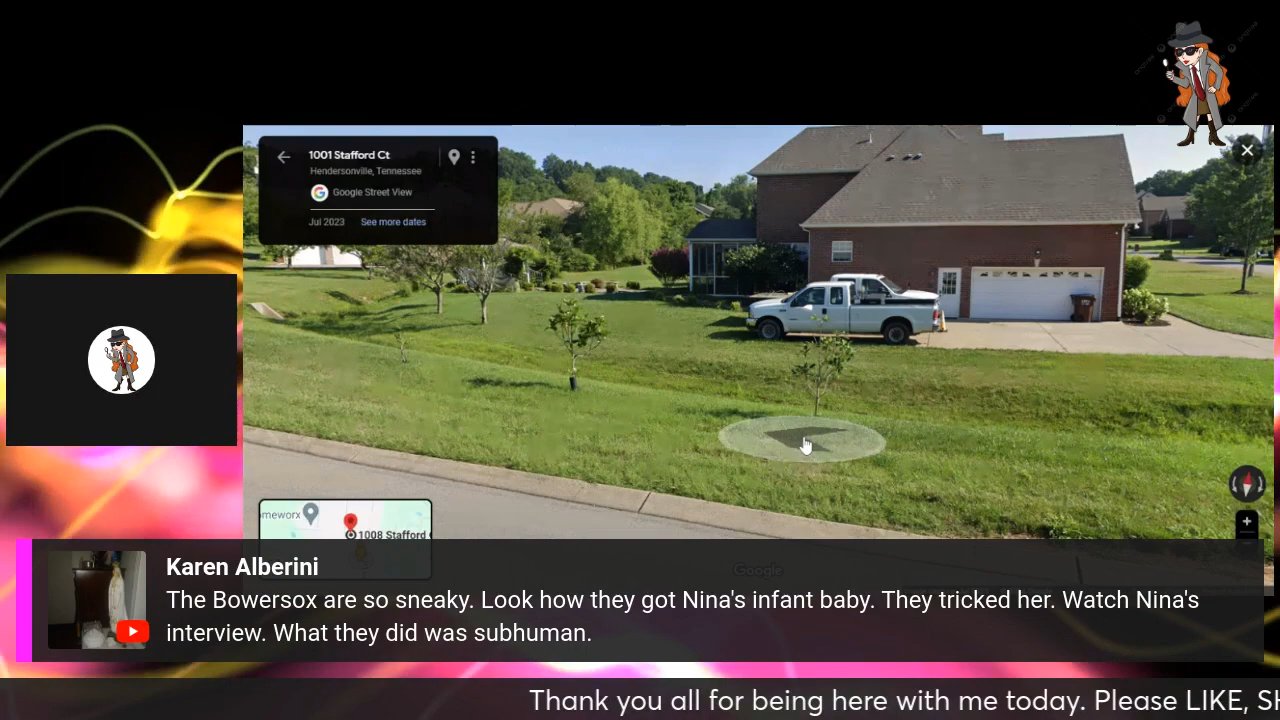 1001 Stafford Ct
Hendersonville, Tennessee
Google Street View
Jul 2023 See more dates
meworx
1008 Stafford
Google
Karen Alberini
The Bowersox are so sneaky. Look how they got Nina's infant baby. They tricked her. Watch Nina's
interview. What they did was subhuman.
Thank you all for being here with me today. Please LIKE, SH